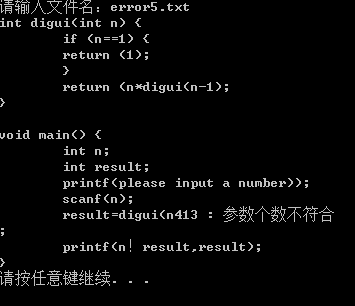 请输入文件名：error5.txt
int digui(int n) {
if (n==1) {
return (1);
}
return (n*digui(n-1);
}
void main() {
int n;
int result;
printf(please input a number));
scanf(n);
result=digui(n413 : 参数个数不符合
;
printf(n! result,result);
}
请按任意键继续. . .